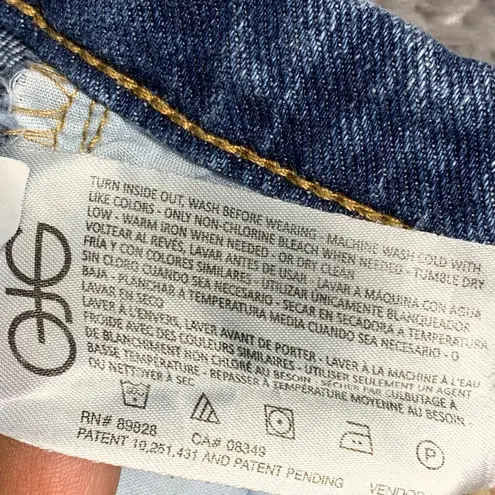 TURN INSIDE OUT, WASH BEFORE WEARING - MACHINE WASH COLD WITH
LIKE COLORS - ONLY NON-CHLORINE BLEACH WHEN NEEDED - TUMBLE DRY
LOW - WARM IRON WHEN NEEDED - OR DRY CLEAN
VOLTEAR AL REVÉS, LAVAR ANTES DE USAR - LAVAR A MÁQUINA CON AGUA
FRÍA Y CON COLORES SIMILARES - UTILIZAR ÚNICAMENTE BLANQUEADOR
SIN CLORO CUANDO SEA NECESARIO - SECAR EN SECADORA A TEMPERATURA
BAJA - PLANCHAR A TEMPERATURA MEDIA CUANDO SEA NECESARIO - O
LAVAR EN SECO
LAVER À L'ENVERS, LAVER AVANT DE PORTER - LAVER À LA MACHINE À L'EAU
FROIDE AVEC DES COULEURS SIMILAIRES - UTILISER SEULEMENT UN AGENT
DE BLANCHIMENT NON CHLORÉ AU BESOIN - SÉCHER PAR CULBUTAGE À
BASSE TEMPÉRATURE - REPASSER À TEMPÉRATURE MOYENNE AU BESOIN -
OU NETTOYER À SEC
P
RN# 89828 CA# 08349
PATENT 10,251,431 AND PATENT PENDING VENDOR